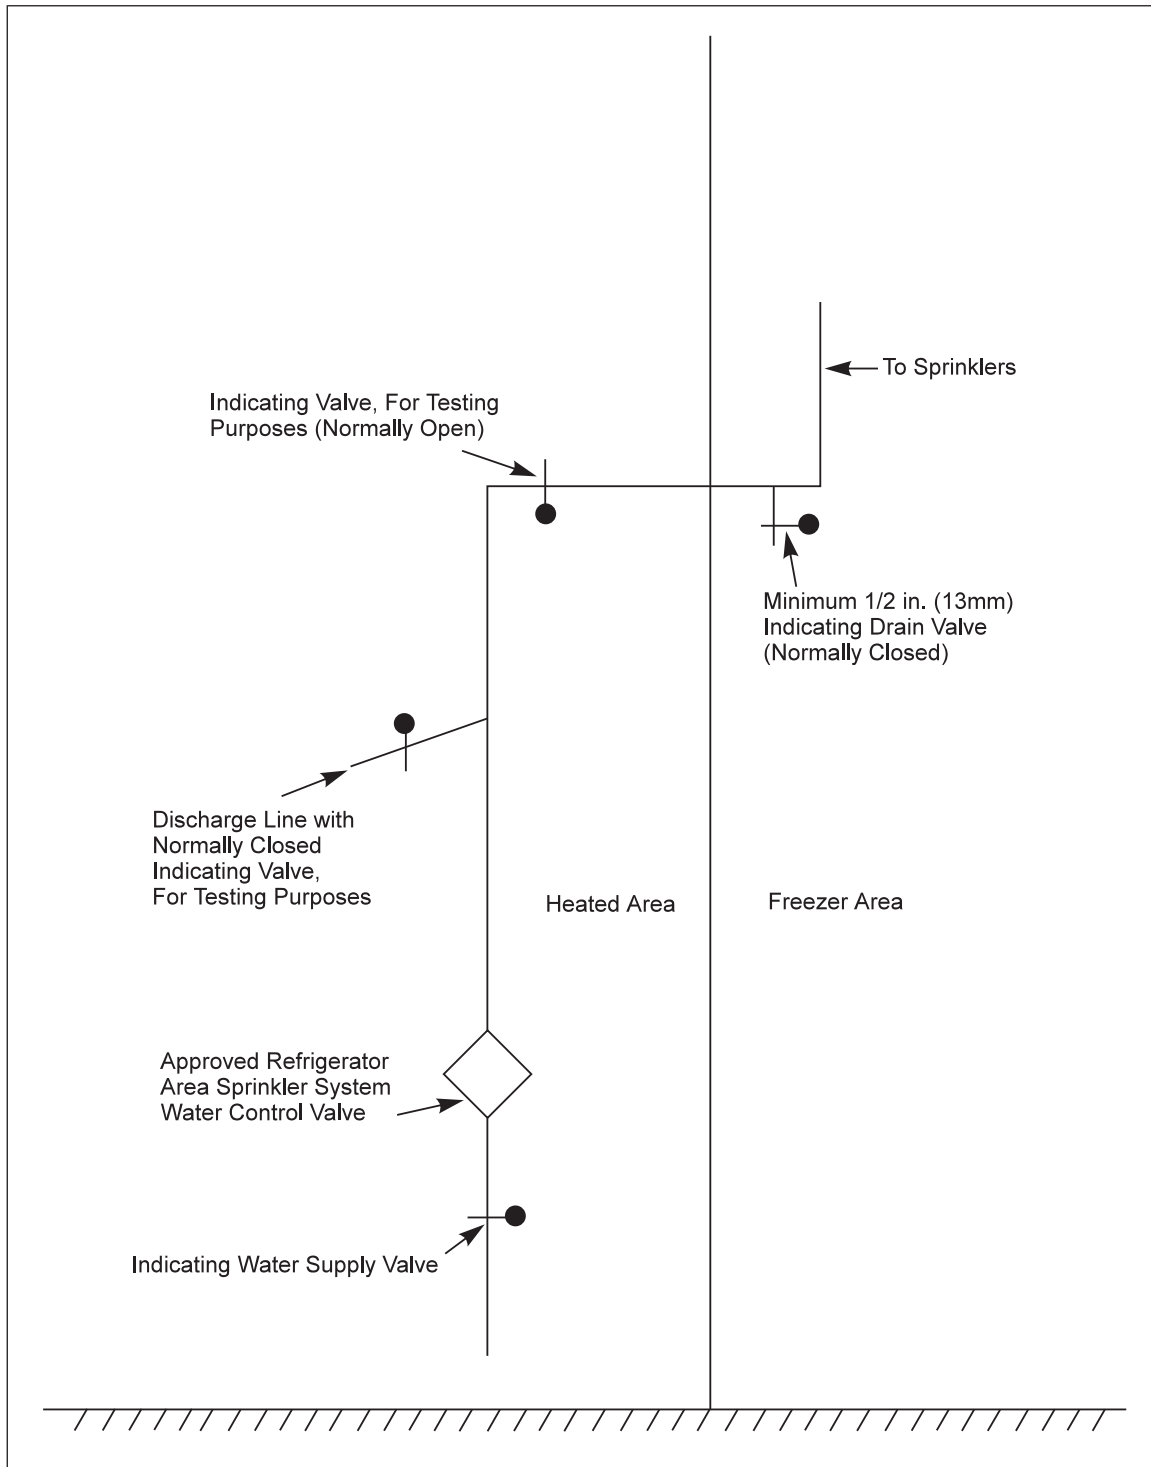 To Sprinklers
Indicating Valve, For Testing
Purposes (Normally Open)
Minimum 1/2 in. (13mm)
Indicating Drain Valve
(Normally Closed)
Discharge Line with
Normally Closed
Indicating Valve,
For Testing Purposes
Heated Area
Freezer Area
Approved Refrigerator
Area Sprinkler System
Water Control Valve
Indicating Water Supply Valve